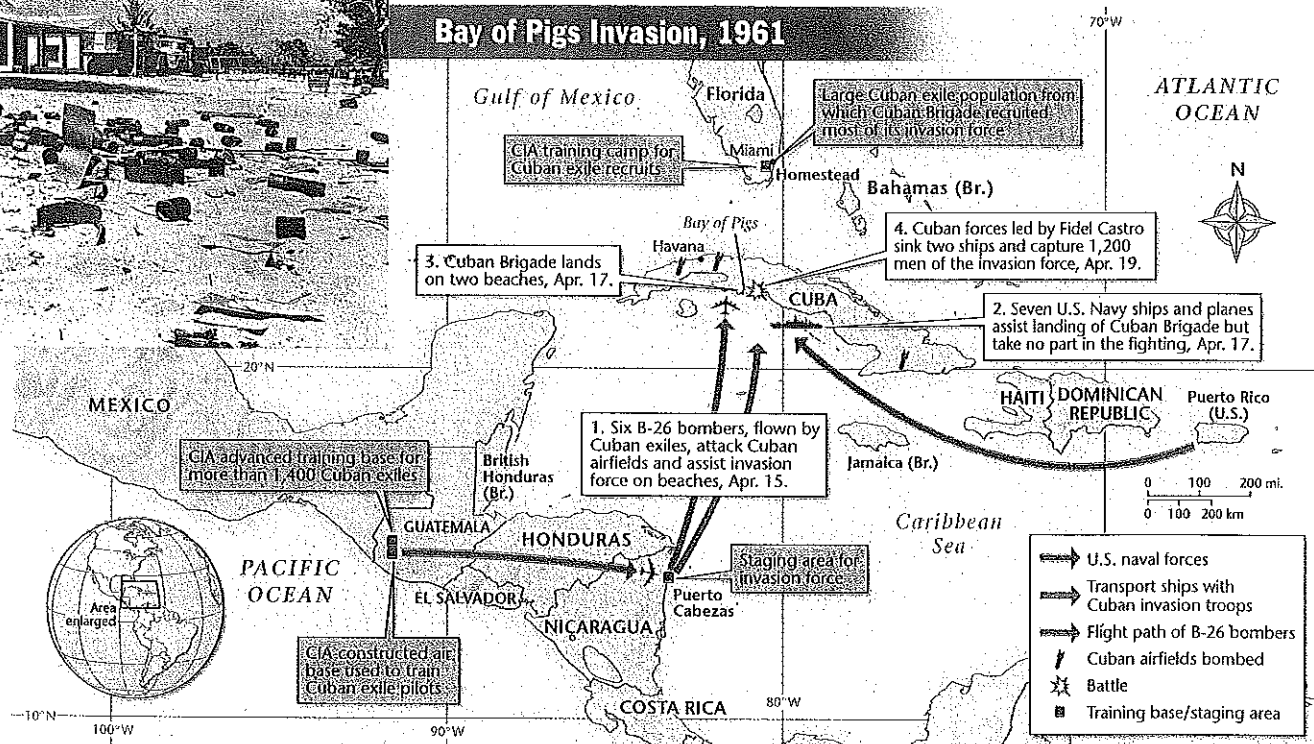 Bay of Pigs Invasion, 1961
70°W
Gulf of Mexico
Florida
Large Cuban exile population from
which Cuban Brigade recruited
most of its invasion force
ATLANTIC
OCEAN
CIA training camp for
Cuban exile recruits
Miami
Homestead
Bahamas (Br.)
N
Bay of Pigs
Havana
4. Cuban forces led by Fidel Castro
sink two ships and capture 1,200
men of the invasion force, Apr. 19.
3. Cuban Brigade lands
on two beaches, Apr. 17.
CUBA
2. Seven U.S. Navy ships and planes
assist landing of Cuban Brigade but
take no part in the fighting, Apr. 17.
20°N
MEXICO
HAITI
DOMINICAN
REPUBLIC
Puerto Rico
(U.S.)
1. Six B-26 bombers, flown by
Cuban exiles, attack Cuban
airfields and assist invasion
force on beaches, Apr. 15.
Jamaica (Br.)
CIA advanced training base for
more than 1,400 Cuban exiles
British
Honduras
(Br.)
0 100 200 mi.
0 100 200 km
GUATEMALA
HONDURAS
Caribbean
Sea
PACIFIC
OCEAN
Staging area for
invasion force
EL SALVADOR
Puerto
Cabezas
NICARAGUA
Area
enlarged
CIA-constructed air
base used to train
Cuban exile pilots
COSTA RICA
U.S. naval forces
Transport ships with
Cuban invasion troops
Flight path of B-26 bombers
Cuban airfields bombed
Battle
Training base/staging area
10°N
100°W
90°W
80°W